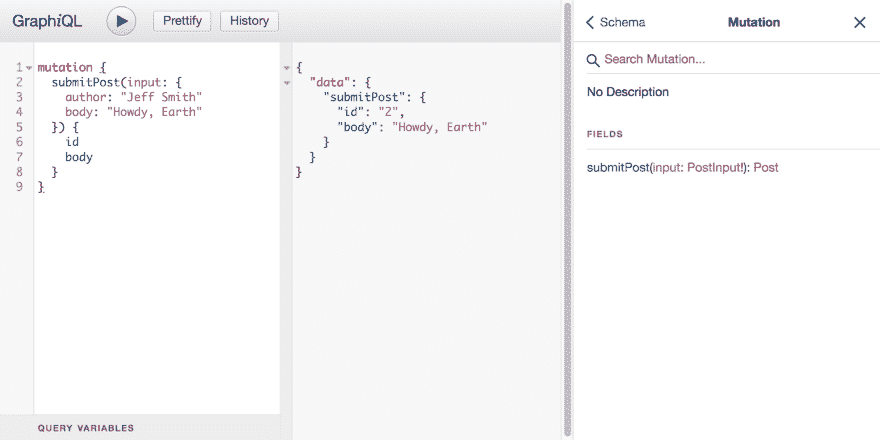 GraphiQL
Prettify
History
1 mutation {
2 submitPost(input: {
3 author: "Jeff Smith"
4 body: "Howdy, Earth"
5 }) {
6 id
7 body
8 }
9 }
QUERY VARIABLES
{
"data": {
"submitPost": {
"id": "2",
"body": "Howdy, Earth"
}
}
}
Schema
Mutation
Search Mutation...
No Description
FIELDS
submitPost(input: PostInput!): Post